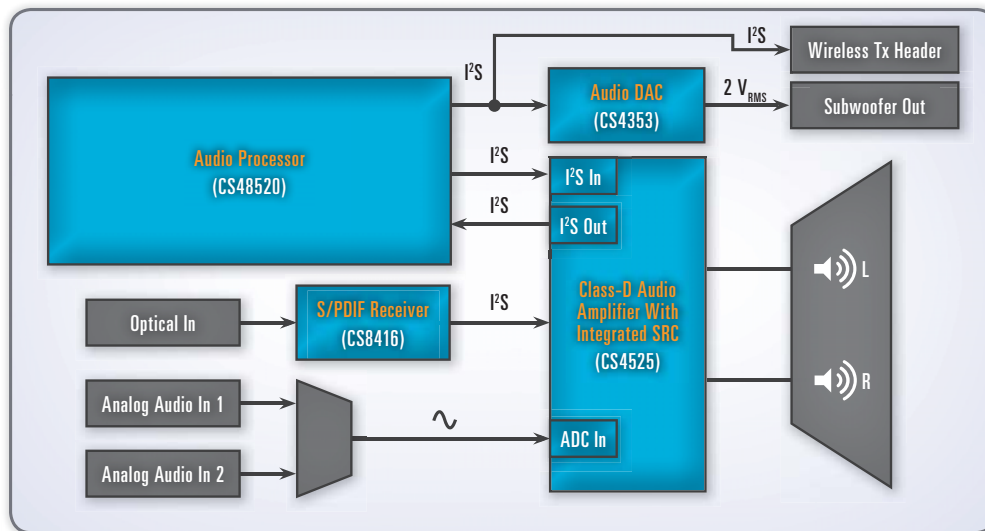 I²S
Wireless Tx Header
I²S
Audio DAC
(CS4353)
2 VRMS
Subwoofer Out
Audio Processor
(CS48520)
I²S
I²S In
I²S
I²S Out
Class-D Audio
Amplifier With
Integrated SRC
(CS4525)
L
R
Optical In
S/PDIF Receiver
(CS8416)
I²S
Analog Audio In 1
Analog Audio In 2
ADC In